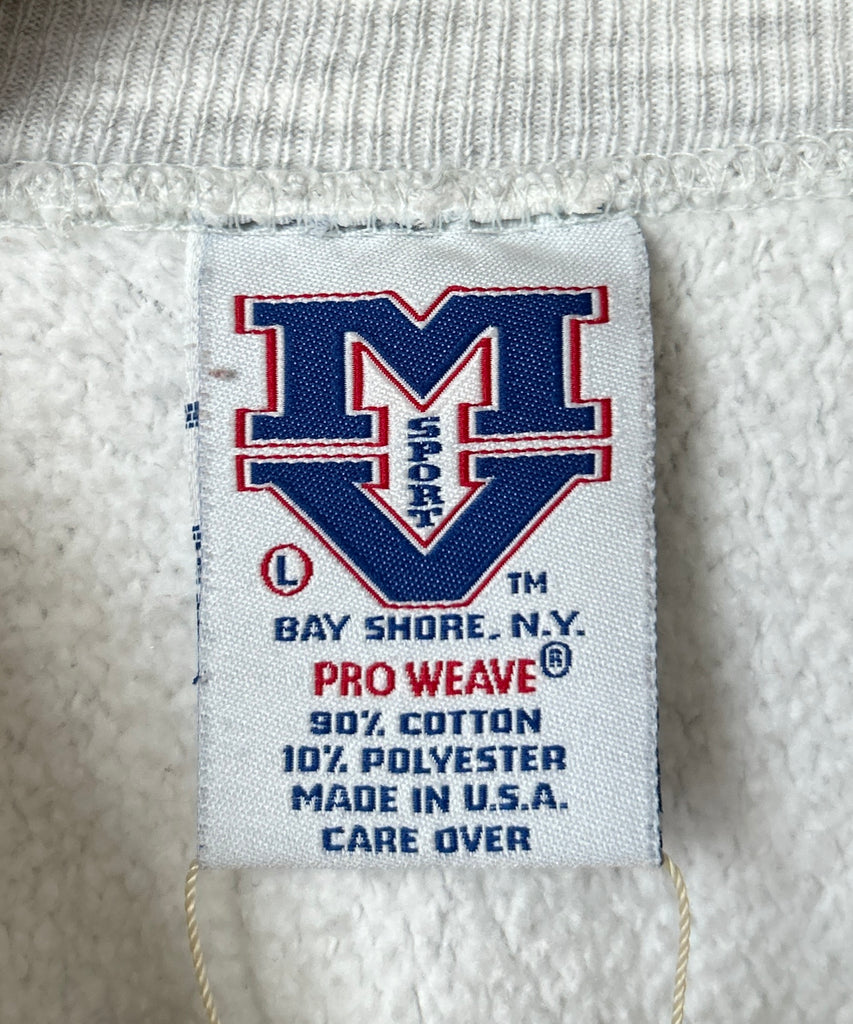 MV
SPORT
L
TM
BAY SHORE, N.Y.
PRO WEAVE®
90% COTTON
10% POLYESTER
MADE IN U.S.A.
CARE OVER